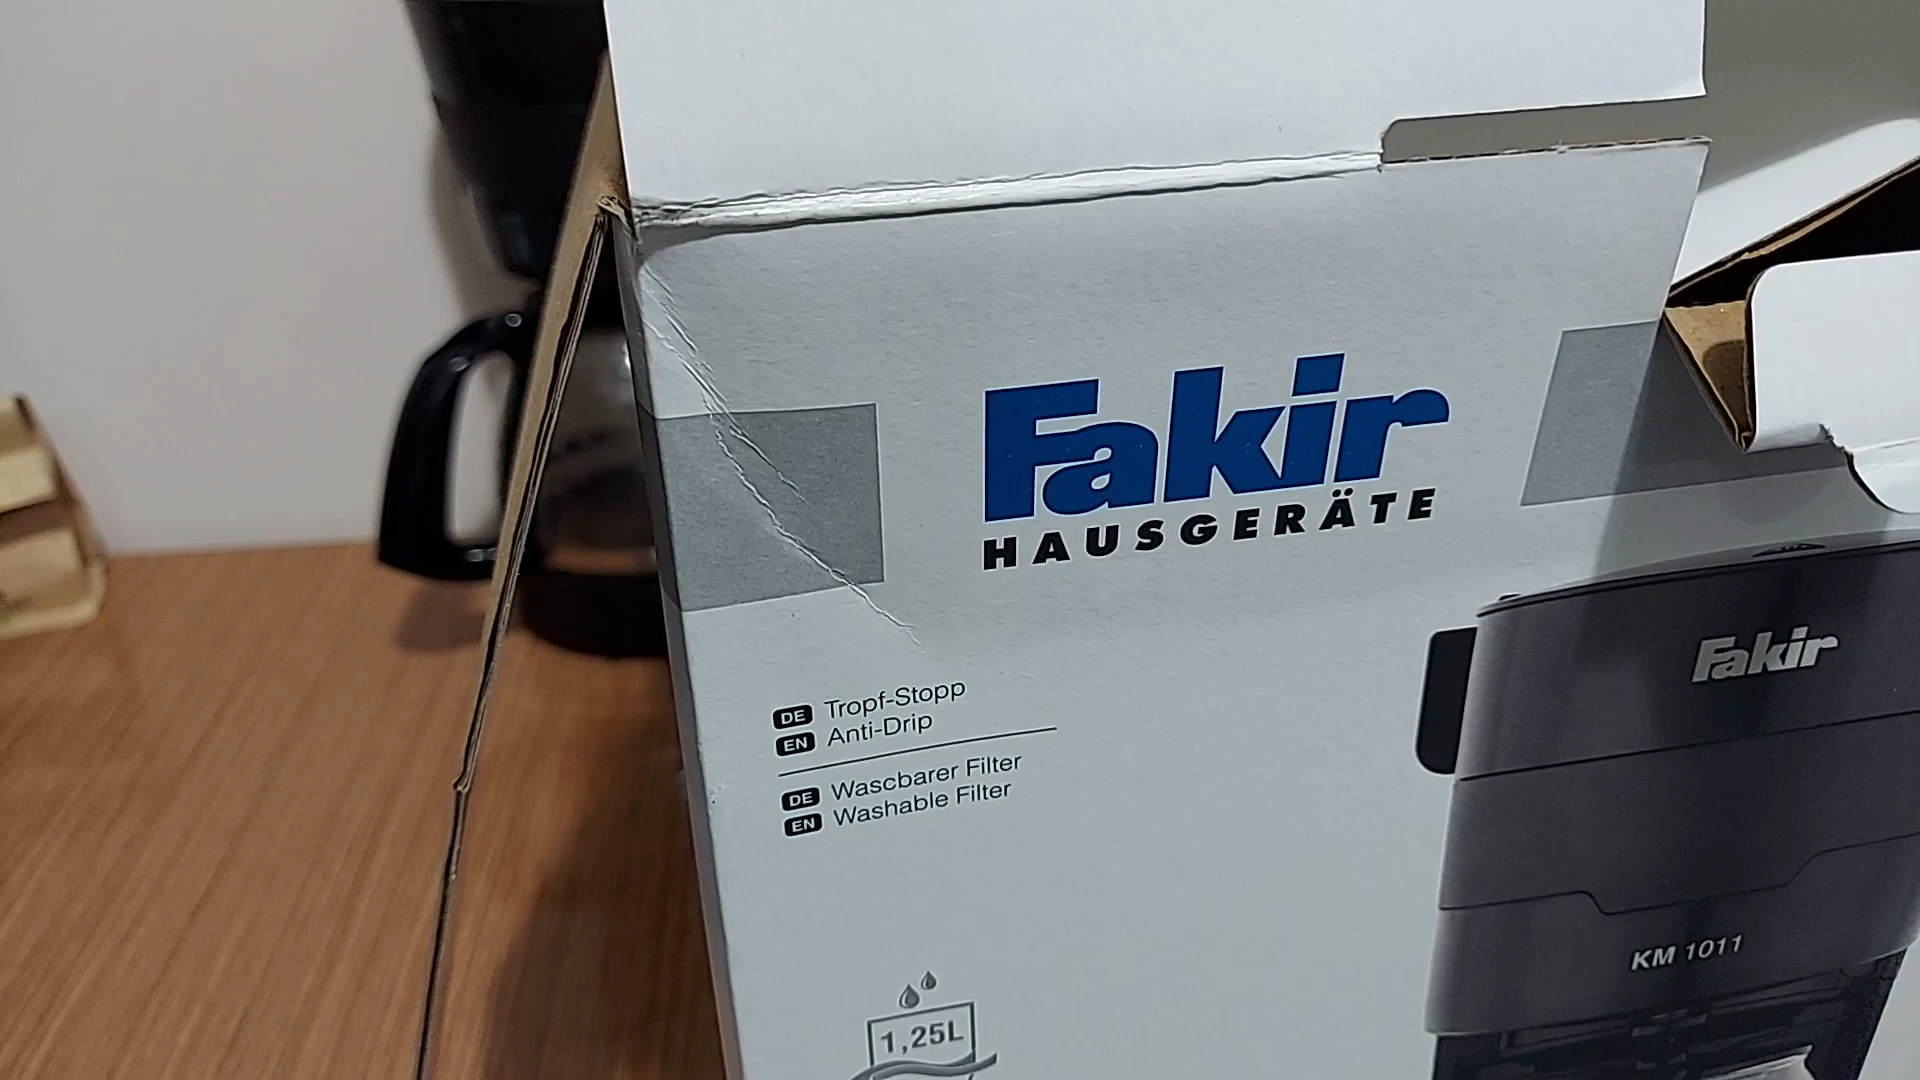 Fakir
HAUSGERÄTE
DE Tropf-Stopp
EN Anti-Drip
DE Wascbarer Filter
EN Washable Filter
1,25L
Fakir
KM 1011